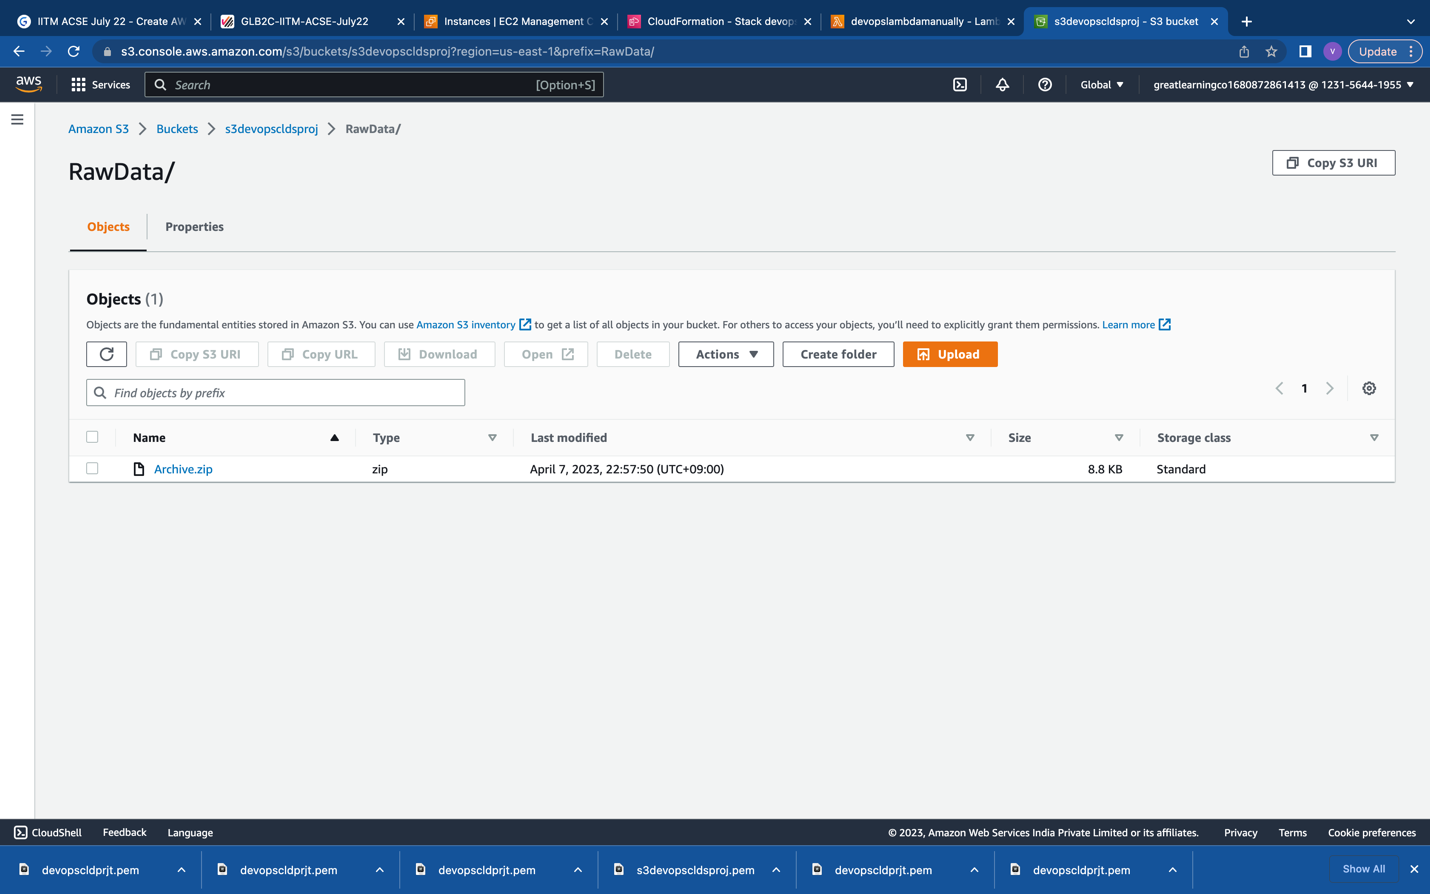 IITM ACSE July 22 - Create AW
GLB2C-IITM-ACSE-July22
Instances | EC2 Management C
CloudFormation - Stack devops
devopslambdamanually - Lamb
s3devopscldsproj - S3 bucket
s3.console.aws.amazon.com/s3/buckets/s3devopscldsproj?region=us-east-1&prefix=RawData/
V
Update
aws
Services
Search
[Option+S]
Global
greatlearningco1680872861413 @ 1231-5644-1955
Amazon S3 > Buckets > s3devopscldsproj > RawData/
RawData/
Copy S3 URI
Objects
Properties
Objects (1)
Objects are the fundamental entities stored in Amazon S3. You can use Amazon S3 inventory to get a list of all objects in your bucket. For others to access your objects, you'll need to explicitly grant them permissions. Learn more
Copy S3 URI
Copy URL
Download
Open
Delete
Actions
Create folder
Upload
Find objects by prefix
1
Name
Type
Last modified
Size
Storage class
Archive.zip
zip
April 7, 2023, 22:57:50 (UTC+09:00)
8.8 KB
Standard
CloudShell
Feedback
Language
© 2023, Amazon Web Services India Private Limited or its affiliates.
Privacy
Terms
Cookie preferences
devopscldprjt.pem
devopscldprjt.pem
devopscldprjt.pem
s3devopscldsproj.pem
devopscldprjt.pem
devopscldprjt.pem
Show All